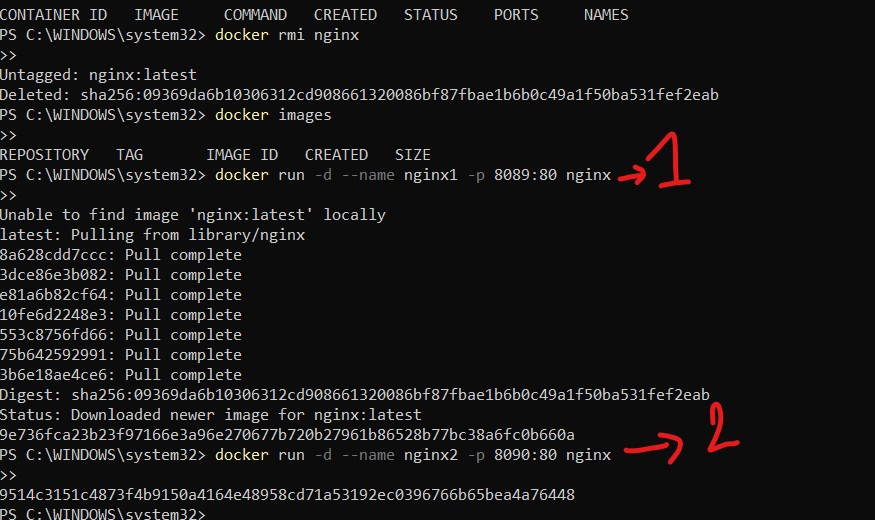 CONTAINER ID   IMAGE     COMMAND   CREATED   STATUS    PORTS     NAMES
PS C:\WINDOWS\system32> docker rmi nginx
>>
Untagged: nginx:latest
Deleted: sha256:09369da6b10306312cd908661320086bf87fbae1b6b0c49a1f50ba531fef2eab
PS C:\WINDOWS\system32> docker images
>>
REPOSITORY   TAG       IMAGE ID   CREATED   SIZE
PS C:\WINDOWS\system32> docker run -d --name nginx1 -p 8089:80 nginx → 1
>>
Unable to find image 'nginx:latest' locally
latest: Pulling from library/nginx
8a628cdd7ccc: Pull complete
3dce86e3b082: Pull complete
e81a6b82cf64: Pull complete
10fe6d2248e3: Pull complete
553c8756fd66: Pull complete
75b642592991: Pull complete
3b6e18ae4ce6: Pull complete
Digest: sha256:09369da6b10306312cd908661320086bf87fbae1b6b0c49a1f50ba531fef2eab
Status: Downloaded newer image for nginx:latest
9e736fca23b23f97166e3a96e270677b720b27961b86528b77bc38a6fc0b660a
PS C:\WINDOWS\system32> docker run -d --name nginx2 -p 8090:80 nginx → 2
>>
9514c3151c4873f4b9150a4164e48958cd71a53192ec0396766b65bea4a76448
PS C:\WINDOWS\system32>